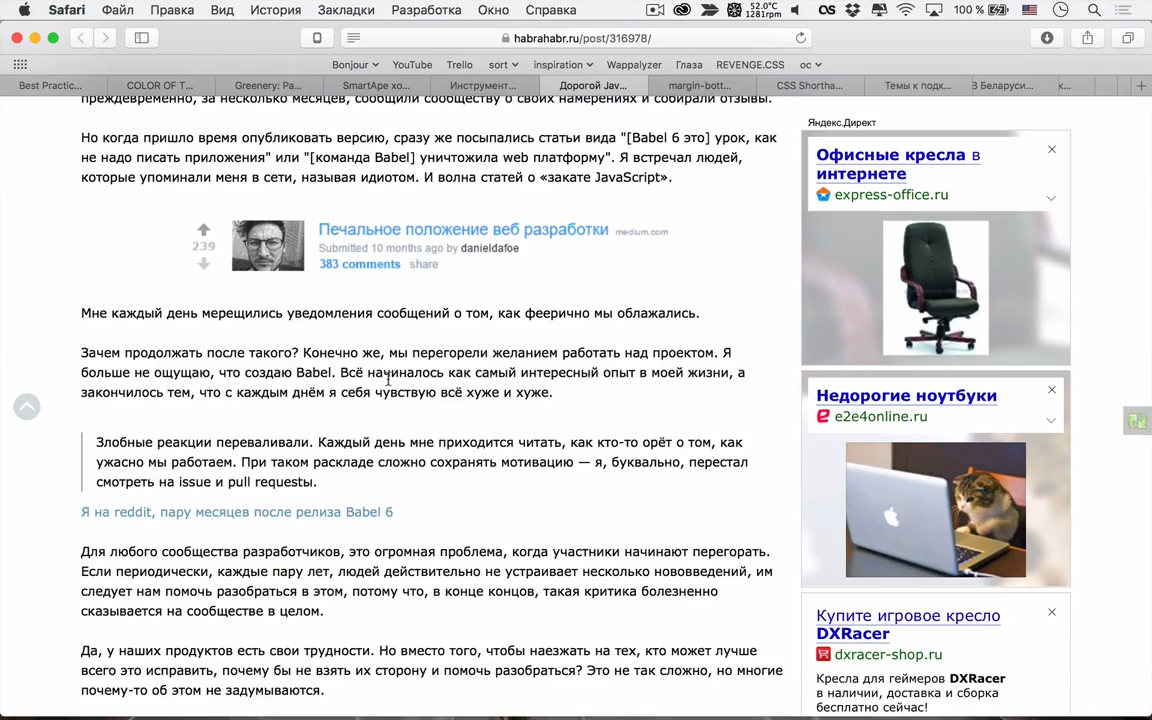 Safari Файл Правка Вид История Закладки Разработка Окно Справка 52.0°C 1281rpm 100 %
habrahabr.ru/post/316978/
Bonjour YouTube Trello sort inspiration Wappalyzer Глаза REVENGE.CSS ос
Best Practic... COLOR OF T... Greenery: Pa... SmartApe хо... Инструмент... Дорогой Jav... margin-bott... CSS Shortha... Темы к подк... В Беларуси... к...
преждевременно, за несколько месяцев, сообщили сообществу о своих намерениях и собирали отзывы.
Но когда пришло время опубликовать версию, сразу же посыпались статьи вида "[Babel 6 это] урок, как
не надо писать приложения" или "[команда Babel] уничтожила web платформу". Я встречал людей,
которые упоминали меня в сети, называя идиотом. И волна статей о «закате JavaScript».
239
Печальное положение веб разработки medium.com
Submitted 10 months ago by danieldafoe
383 comments share
Мне каждый день мерещились уведомления сообщений о том, как феерично мы облажались.
Зачем продолжать после такого? Конечно же, мы перегорели желанием работать над проектом. Я
больше не ощущаю, что создаю Babel. Всё начиналось как самый интересный опыт в моей жизни, а
закончилось тем, что с каждым днём я себя чувствую всё хуже и хуже.
Злобные реакции переваливали. Каждый день мне приходится читать, как кто-то орёт о том, как
ужасно мы работаем. При таком раскладе сложно сохранять мотивацию — я, буквально, перестал
смотреть на issue и pull requestы.
Я на reddit, пару месяцев после релиза Babel 6
Для любого сообщества разработчиков, это огромная проблема, когда участники начинают перегорать.
Если периодически, каждые пару лет, людей действительно не устраивает несколько нововведений, им
следует нам помочь разобраться в этом, потому что, в конце концов, такая критика болезненно
сказывается на сообществе в целом.
Да, у наших продуктов есть свои трудности. Но вместо того, чтобы наезжать на тех, кто может лучше
всего это исправить, почему бы не взять их сторону и помочь разобраться? Это не так сложно, но многие
почему-то об этом не задумываются.
Яндекс.Директ
Офисные кресла в
интернете
express-office.ru
Недорогие ноутбуки
e2e4online.ru
Купите игровое кресло
DXRacer
dxracer-shop.ru
Кресла для геймеров DXRacer
в наличии, доставка и сборка
бесплатно сейчас!